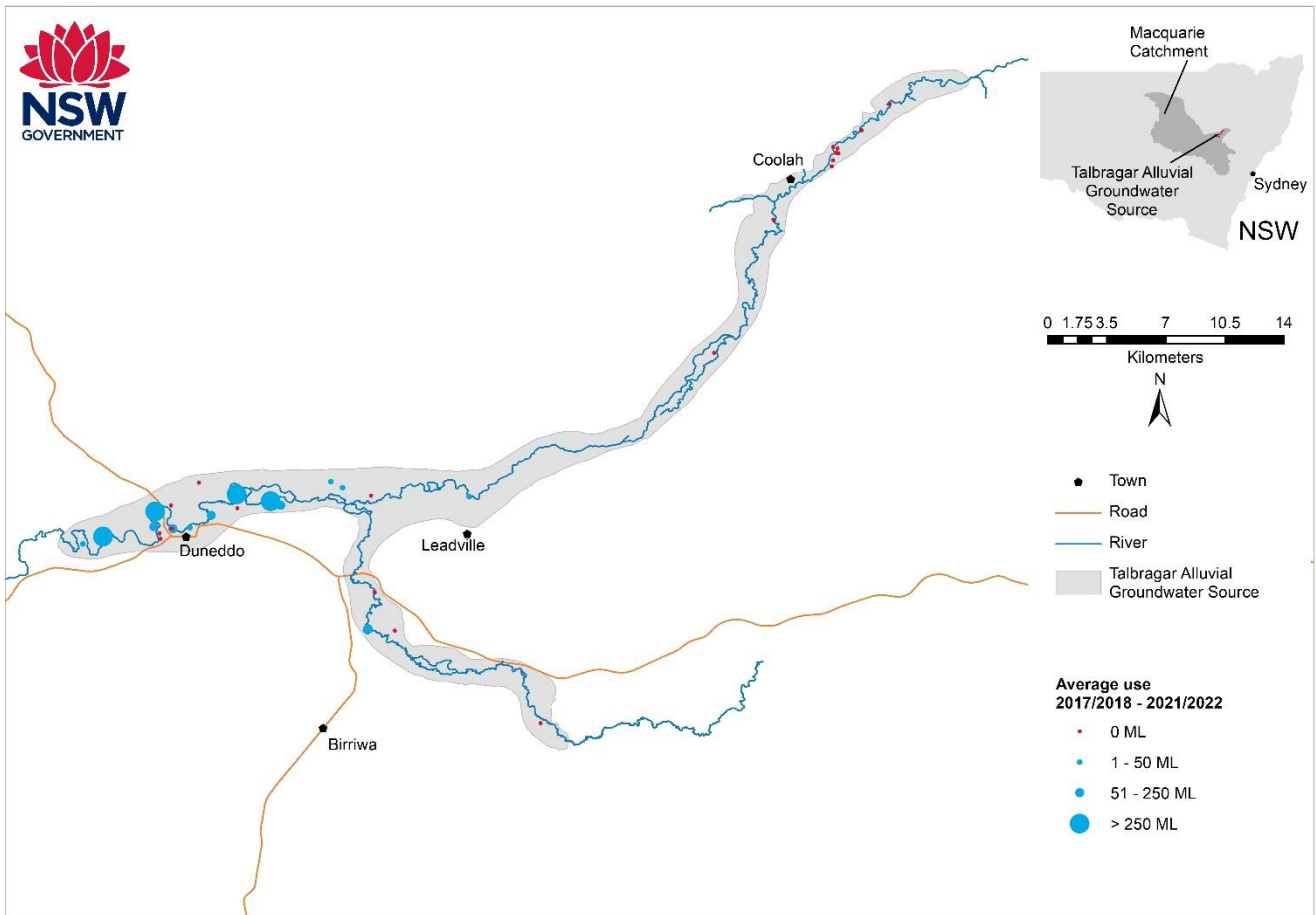 NSW
GOVERNMENT
Macquarie
Catchment
Talbragar Alluvial
Groundwater
Source
Sydney
NSW
0 1.75 3.5 7 10.5 14
Kilometers
N
Coolah
Duneddo
Leadville
Birriwa
Town
Road
River
Talbragar Alluvial
Groundwater Source
Average use
2017/2018 - 2021/2022
0 ML
1 - 50 ML
51 - 250 ML
> 250 ML